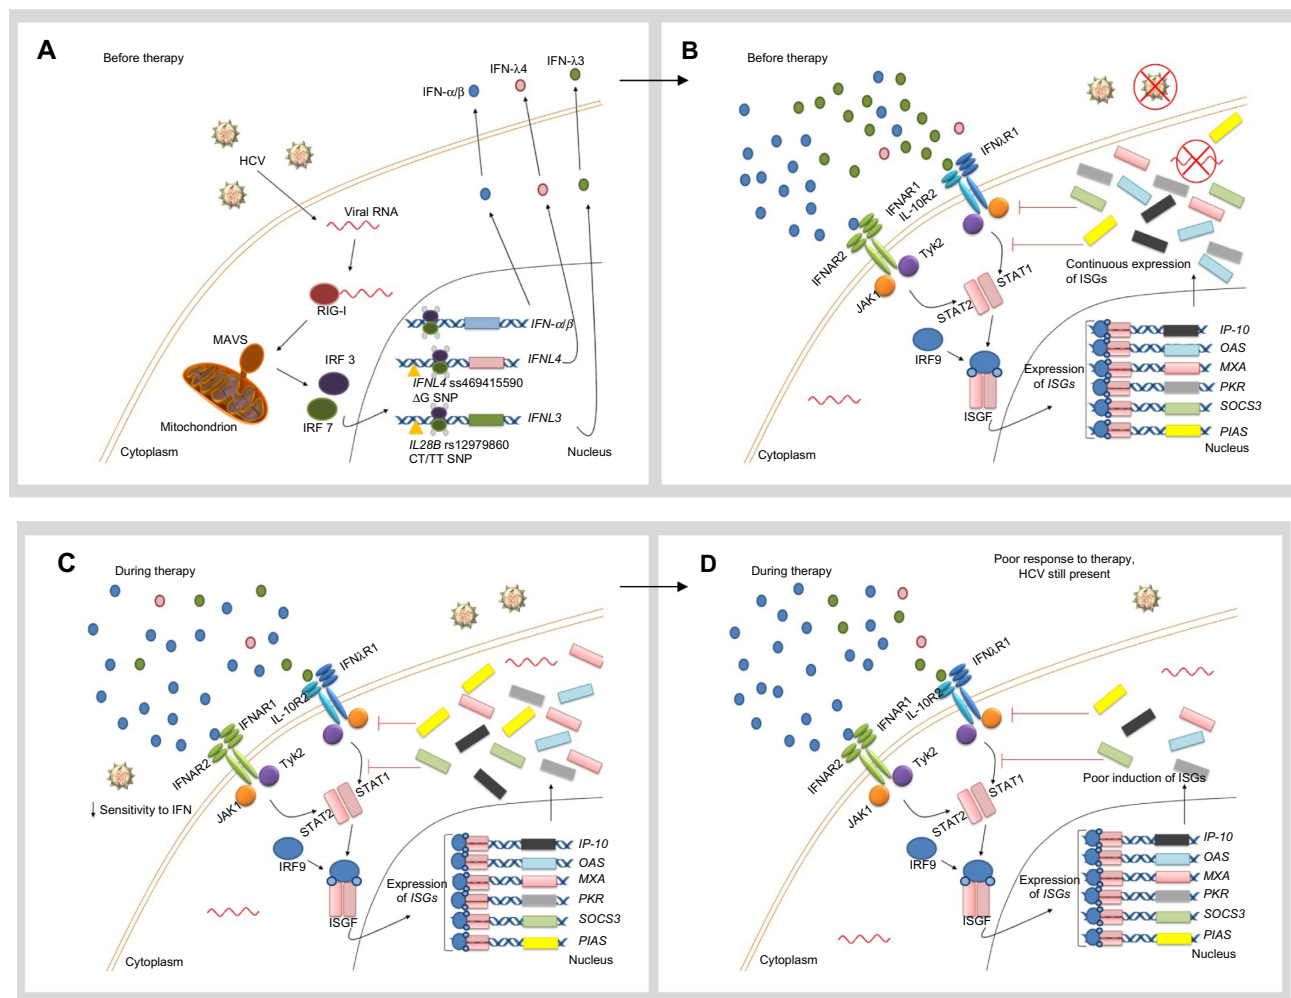 A
Before therapy
IFN-α/β
IFN-λ4
IFN-λ3
HCV
Viral RNA
RIG-I
MAVS
IRF 3
IRF 7
Mitochondrion
Cytoplasm
IFN-α/β
IFNL4
IFNL4 ss469415590
ΔG SNP
IFNL3
IL28B rs12979860
CT/TT SNP
Nucleus
B
Before therapy
IFNλR1
IFNAR1
IL-10R2
IFNAR2
Tyk2
JAK1
STAT1
STAT2
IRF9
ISGF
Continuous expression
of ISGs
Expression
of ISGs
IP-10
OAS
MXA
PKR
SOCS3
PIAS
Nucleus
Cytoplasm
C
During therapy
IFNλR1
IFNAR1
IL-10R2
IFNAR2
Tyk2
JAK1
STAT1
STAT2
↓ Sensitivity to IFN
IRF9
ISGF
Expression
of ISGs
IP-10
OAS
MXA
PKR
SOCS3
PIAS
Nucleus
Cytoplasm
D
During therapy
Poor response to therapy,
HCV still present
IFNλR1
IFNAR1
IL-10R2
IFNAR2
Tyk2
JAK1
STAT1
STAT2
IRF9
ISGF
Poor induction of ISGs
Expression
of ISGs
IP-10
OAS
MXA
PKR
SOCS3
PIAS
Nucleus
Cytoplasm